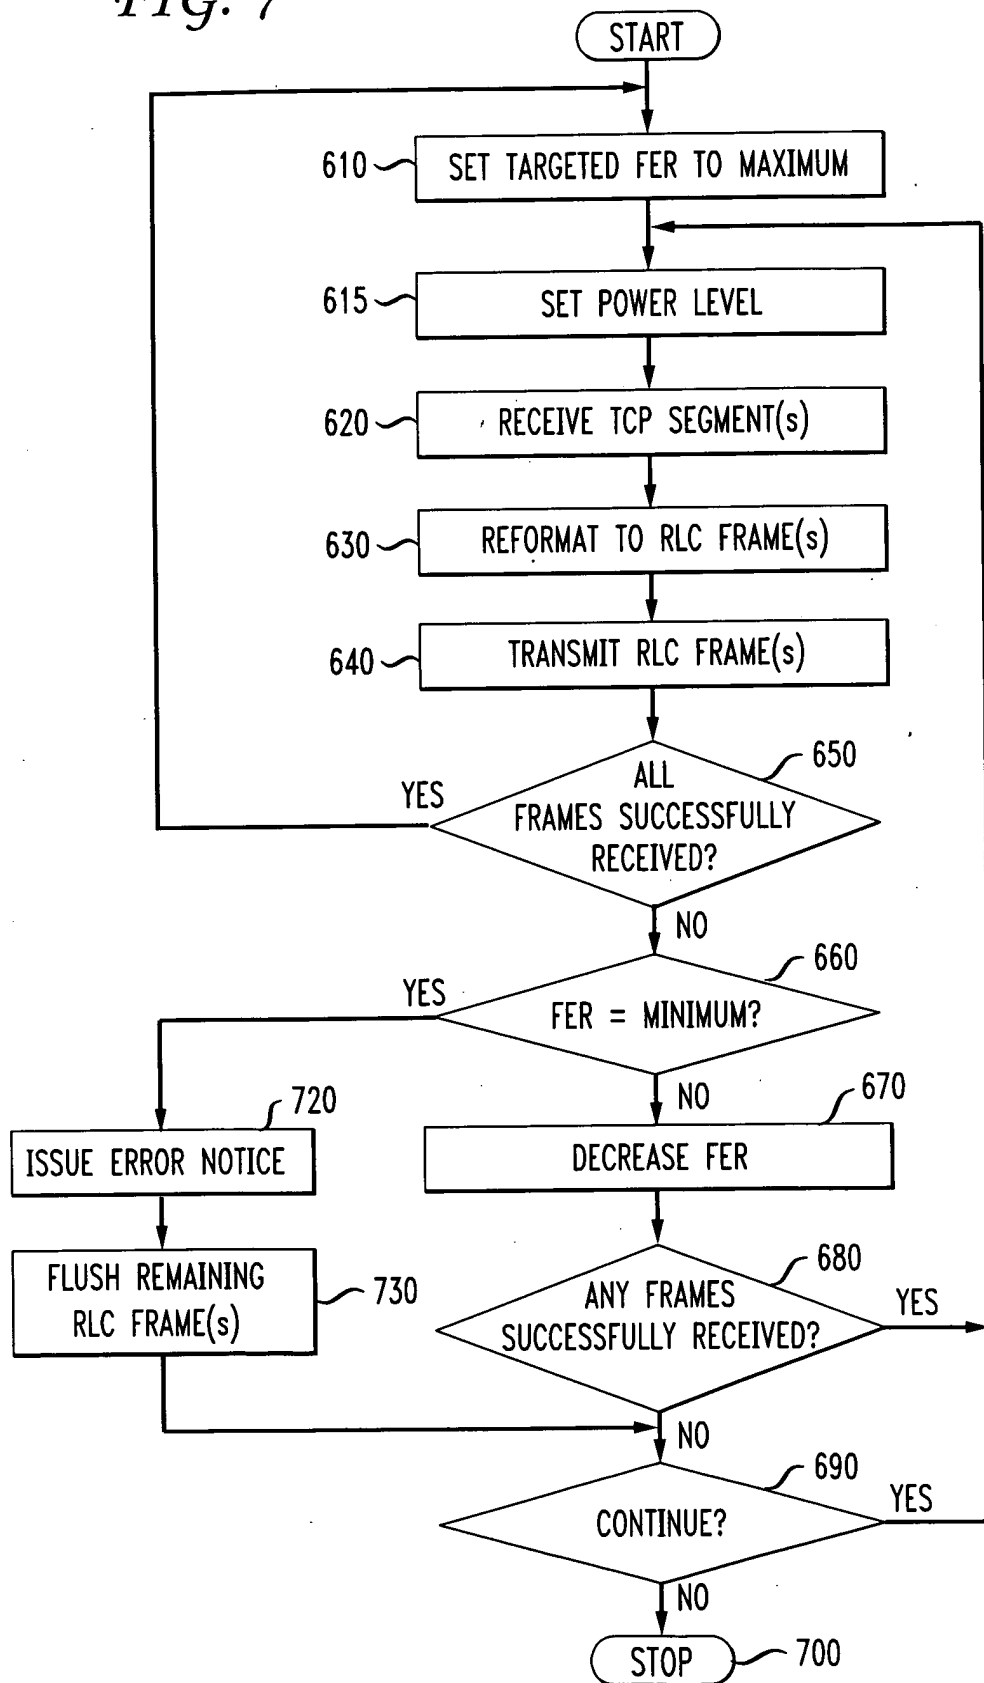 FIG. 7
START
610
SET TARGETED FER TO MAXIMUM
615
SET POWER LEVEL
620
RECEIVE TCP SEGMENT(s)
630
REFORMAT TO RLC FRAME(s)
640
TRANSMIT RLC FRAME(s)
650
ALL
FRAMES SUCCESSFULLY
RECEIVED?
YES
NO
660
FER = MINIMUM?
YES
NO
720
ISSUE ERROR NOTICE
670
DECREASE FER
730
FLUSH REMAINING
RLC FRAME(s)
680
ANY FRAMES
SUCCESSFULLY RECEIVED?
YES
NO
690
CONTINUE?
YES
NO
STOP
700